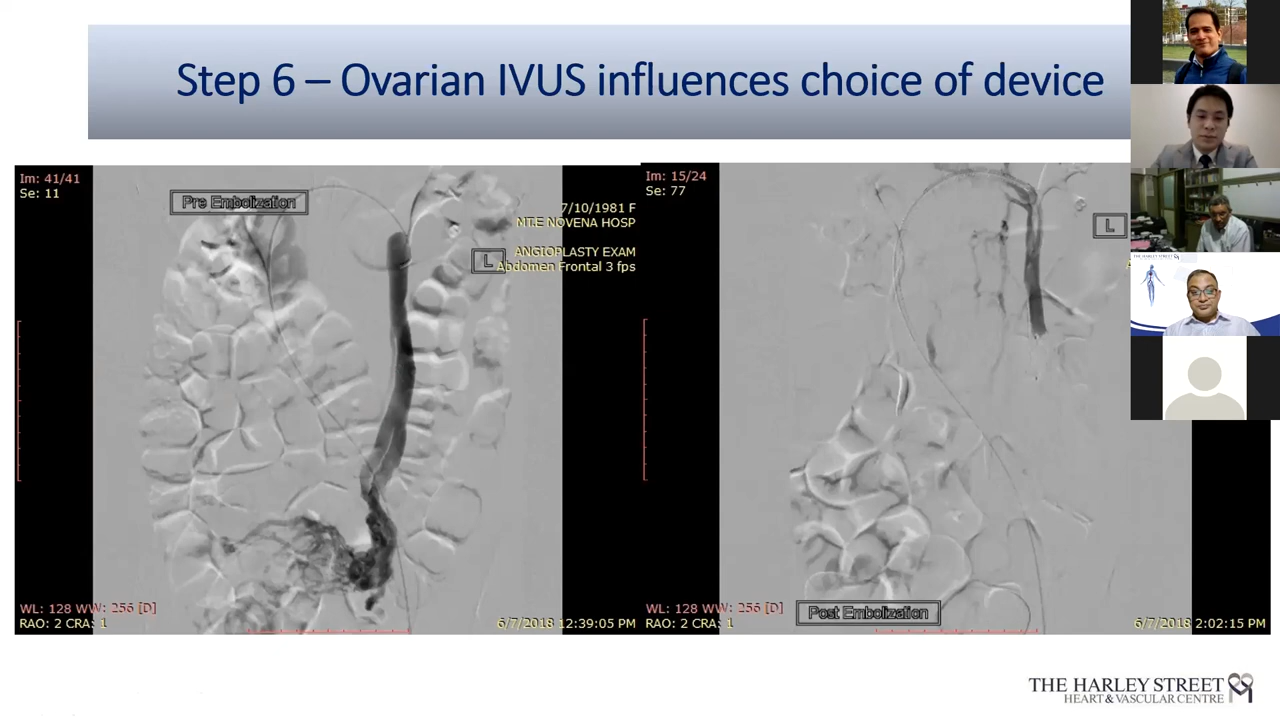 Step 6 – Ovarian IVUS influences choice of device
Im: 41/41
Se: 11
Pre Embolization
7/10/1981 F
MT.E NOVENA HOSP
ANGIOPLASTY EXAM
Abdomen Frontal 3 fps
L
WL: 128 WW: 256 [D]
RAO: 2 CRA: 1
6/7/2018 12:39:05 PM
Im: 15/24
Se: 77
L
WL: 128 WW: 256 [D]
RAO: 2 CRA: 1
Post Embolization
6/7/2018 2:02:15 PM
THE HARLEY STREET
THE HARLEY STREET
HEART & VASCULAR CENTRE